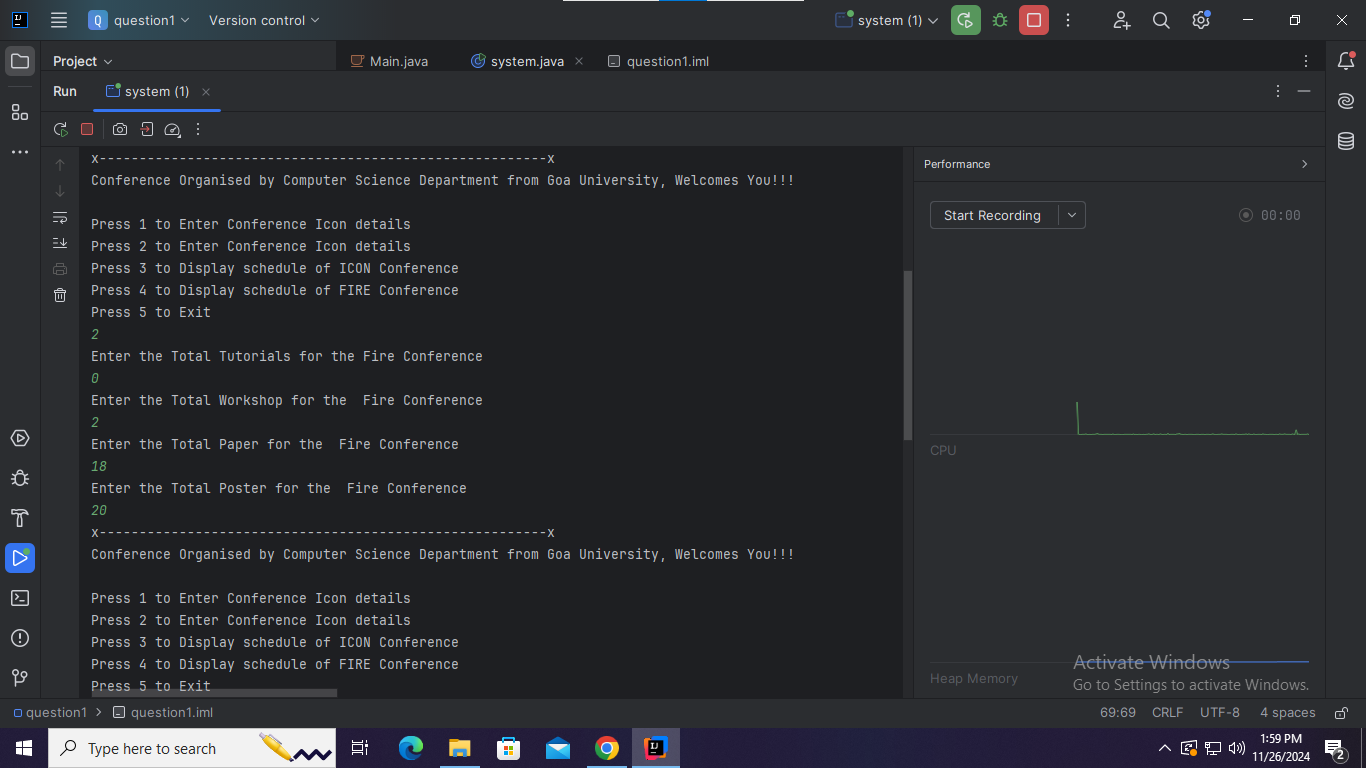 Q question1 Version control system (1)
Project Main.java system.java question1.iml
Run system (1)
x--------------------------------------------------------x
Conference Organised by Computer Science Department from Goa University, Welcomes You!!!
Press 1 to Enter Conference Icon details
Press 2 to Enter Conference Icon details
Press 3 to Display schedule of ICON Conference
Press 4 to Display schedule of FIRE Conference
Press 5 to Exit
2
Enter the Total Tutorials for the Fire Conference
0
Enter the Total Workshop for the  Fire Conference
2
Enter the Total Paper for the  Fire Conference
18
Enter the Total Poster for the  Fire Conference
20
x--------------------------------------------------------x
Conference Organised by Computer Science Department from Goa University, Welcomes You!!!
Press 1 to Enter Conference Icon details
Press 2 to Enter Conference Icon details
Press 3 to Display schedule of ICON Conference
Press 4 to Display schedule of FIRE Conference
Press 5 to Exit
Performance
Start Recording 00:00
CPU
Heap Memory
Activate Windows
Go to Settings to activate Windows.
question1 question1.iml 69:69 CRLF UTF-8 4 spaces
Type here to search
IJ
1:59 PM
11/26/2024
2